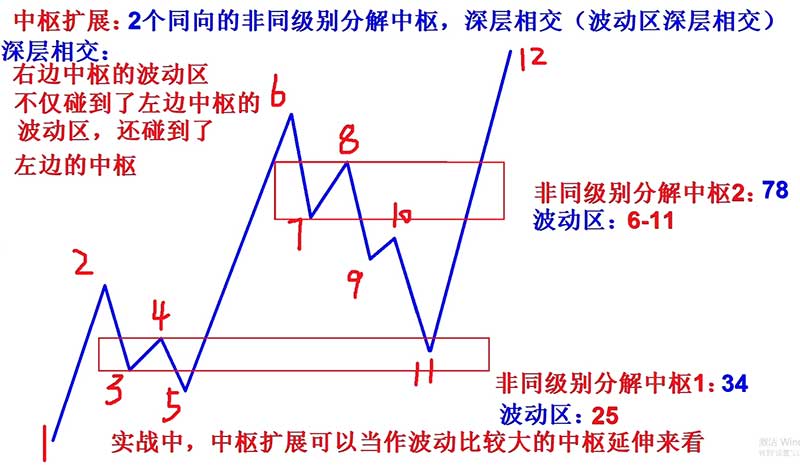 中枢扩展：2个同向的非同级别分解中枢，深层相交（波动区深层相交）
深层相交：
右边中枢的波动区
不仅碰到了左边中枢的
波动区，还碰到了
左边的中枢
12
6
8
非同级别分解中枢2：78
波动区：6-11
7
10
9
2
4
3
5
11
非同级别分解中枢1：34
波动区：25
1
实战中，中枢扩展可以当作波动比较大的中枢延伸来看
激活 Win